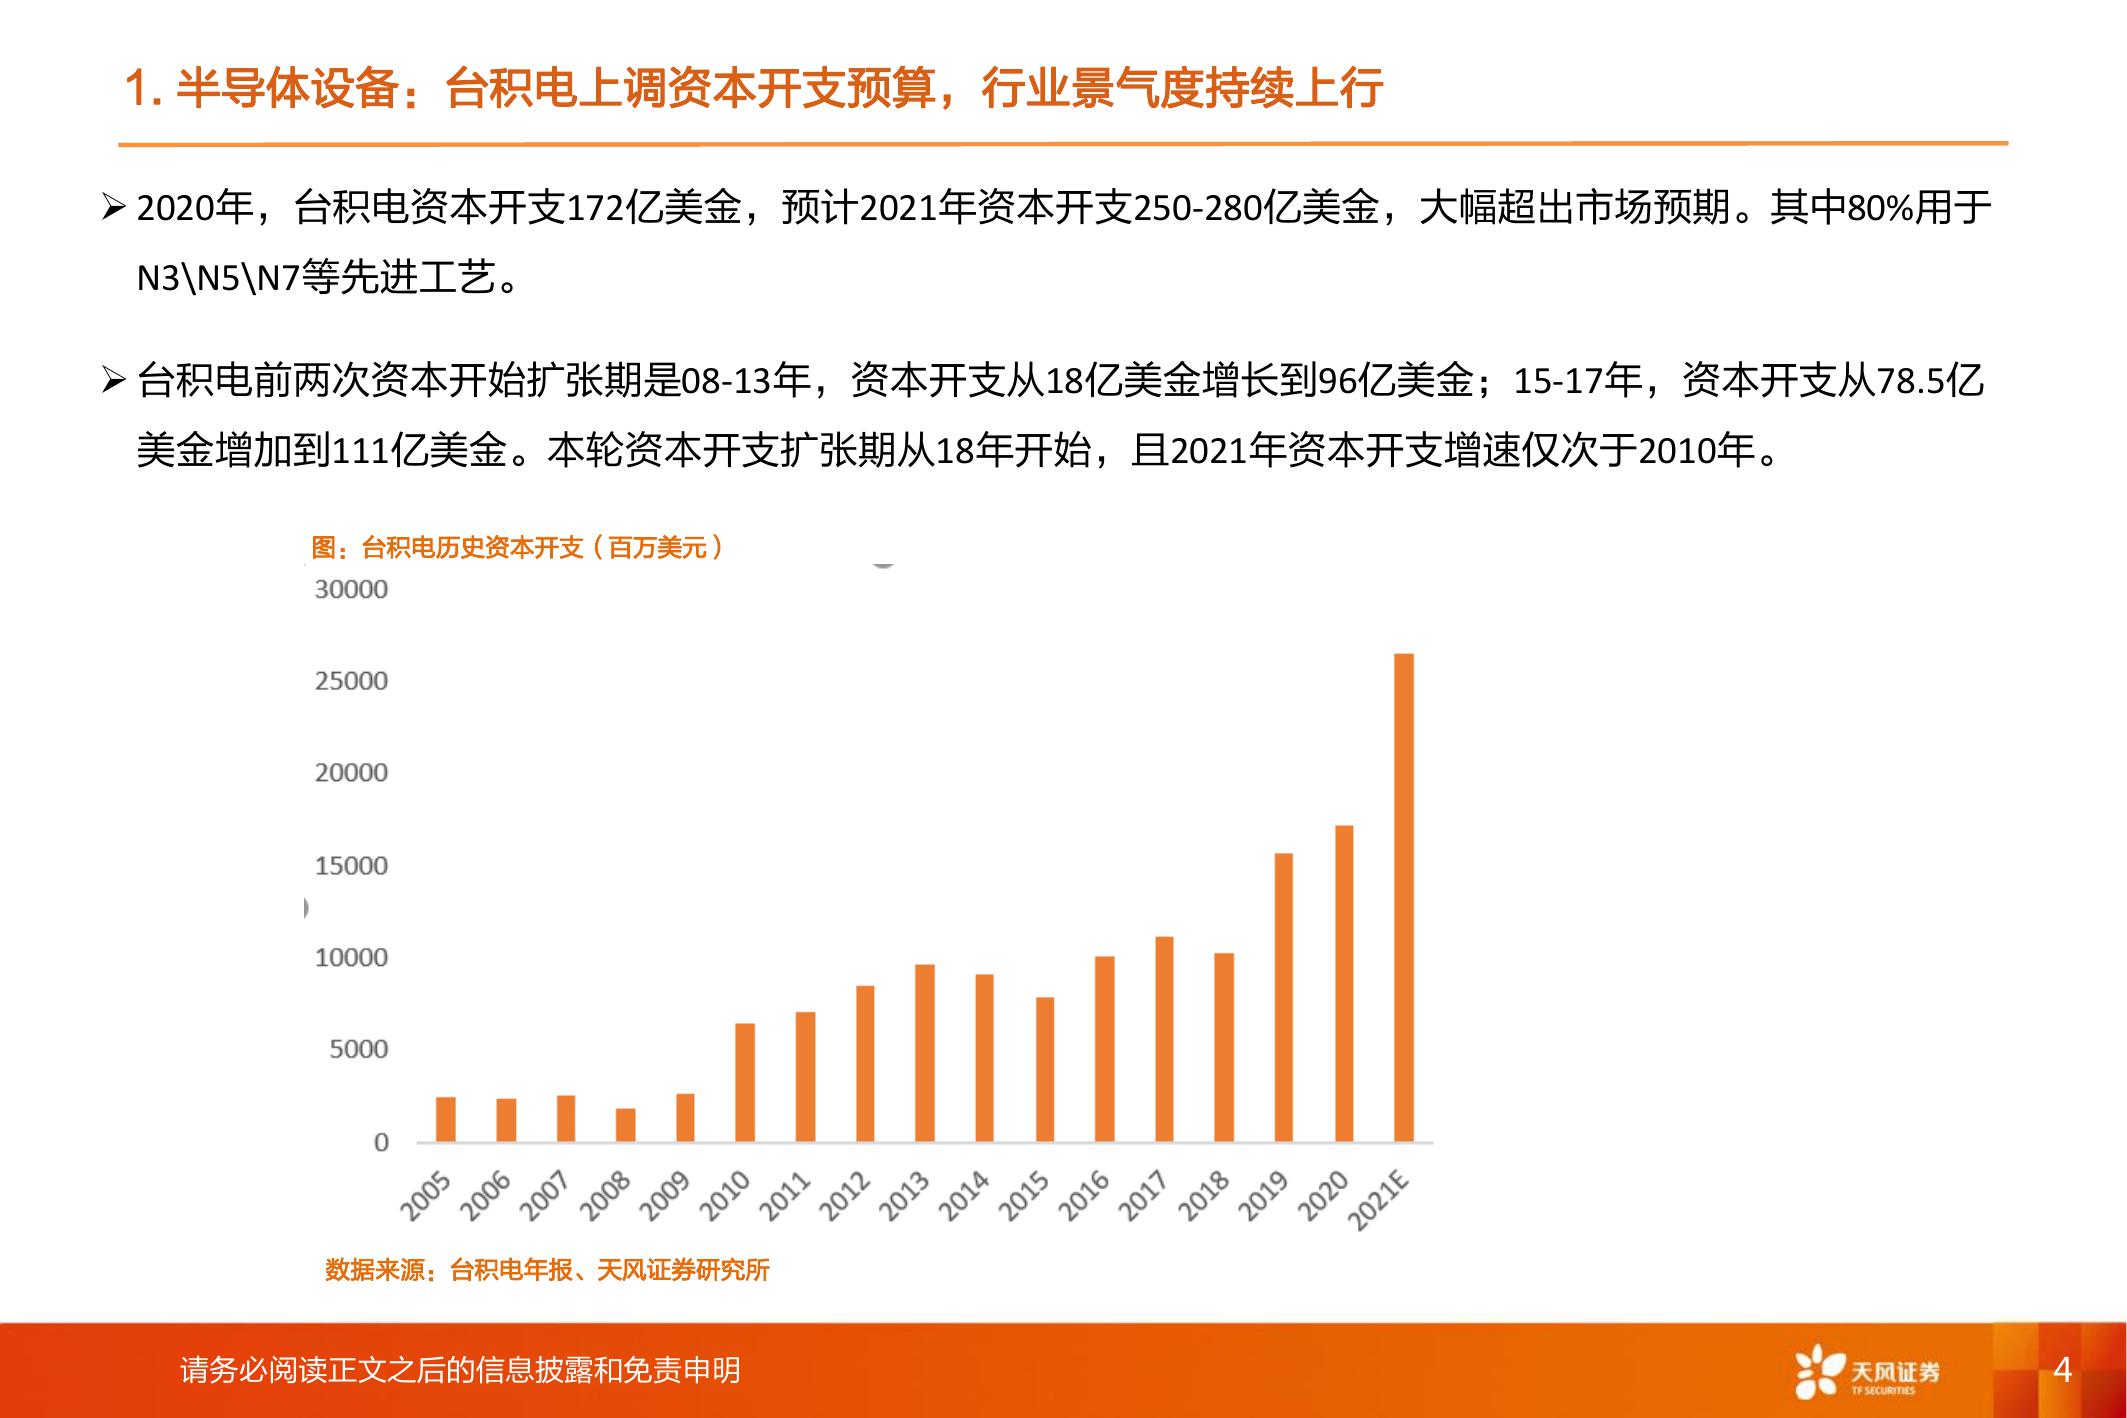 1. 半导体设备：台积电上调资本开支预算，行业景气度持续上行
➢ 2020年，台积电资本开支172亿美金，预计2021年资本开支250-280亿美金，大幅超出市场预期。其中80%用于
N3\N5\N7等先进工艺。
➢ 台积电前两次资本开始扩张期是08-13年，资本开支从18亿美金增长到96亿美金；15-17年，资本开支从78.5亿
美金增加到111亿美金。本轮资本开支扩张期从18年开始，且2021年资本开支增速仅次于2010年。
图：台积电历史资本开支（百万美元）
30000
25000
20000
15000
10000
5000
0
2005 2006 2007 2008 2009 2010 2011 2012 2013 2014 2015 2016 2017 2018 2019 2020 2021E
数据来源：台积电年报、天风证券研究所
请务必阅读正文之后的信息披露和免责申明
天风证券
TF SECURITIES
4